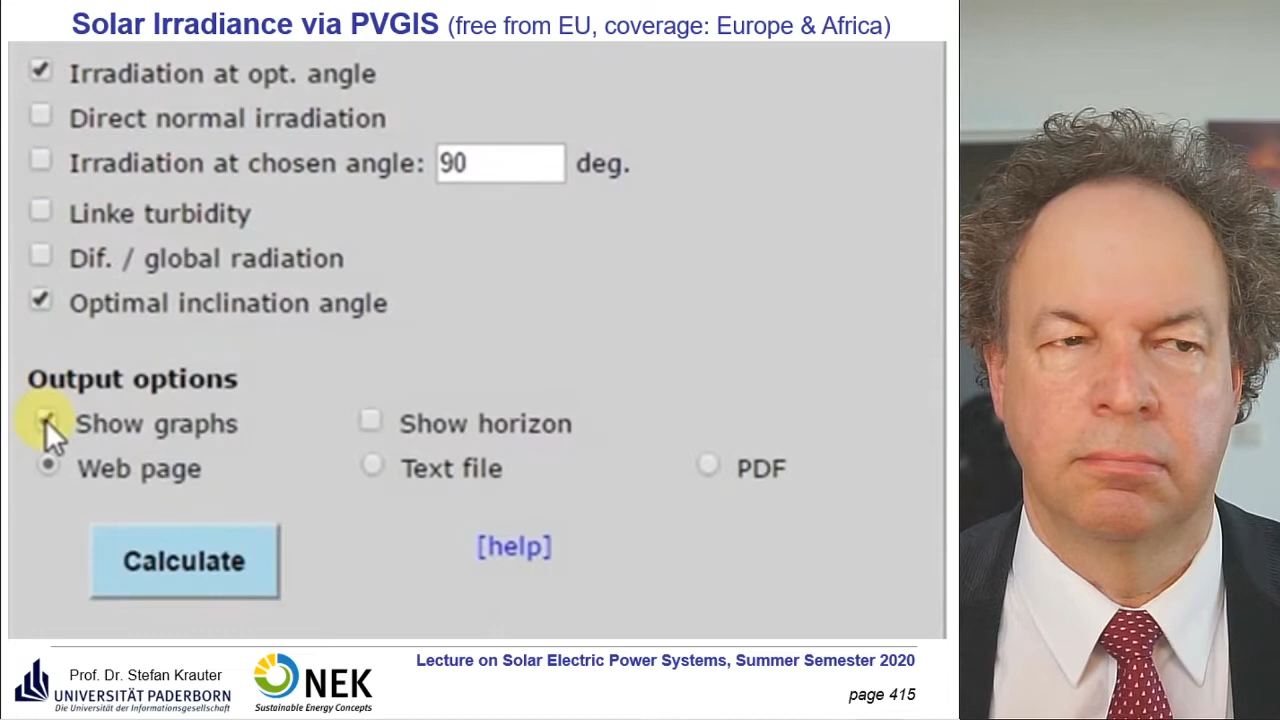 Solar Irradiance via PVGIS (free from EU, coverage: Europe & Africa)
Irradiation at opt. angle
Direct normal irradiation
Irradiation at chosen angle: 90 deg.
Linke turbidity
Dif. / global radiation
Optimal inclination angle
Output options
Show graphs Show horizon
Web page Text file PDF
Calculate [help]
Lecture on Solar Electric Power Systems, Summer Semester 2020
Prof. Dr. Stefan Krauter
UNIVERSITÄT PADERBORN
Die Universität der Informationsgesellschaft
NEK
Sustainable Energy Concepts
page 415